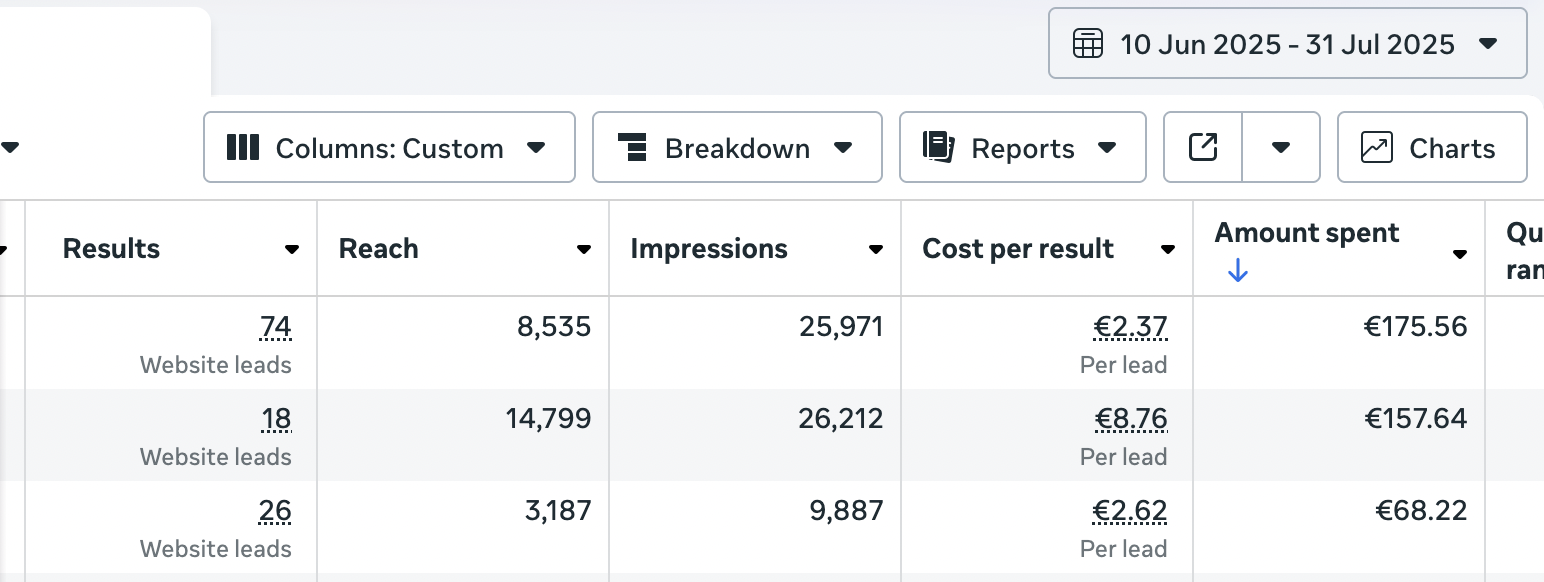 10 Jun 2025 - 31 Jul 2025
Columns: Custom
Breakdown
Reports
Charts
Results
Reach
Impressions
Cost per result
Amount spent
Qu
ran
74
8,535
25,971
€2.37
€175.56
Website leads
Per lead
18
14,799
26,212
€8.76
€157.64
Website leads
Per lead
26
3,187
9,887
€2.62
€68.22
Website leads
Per lead